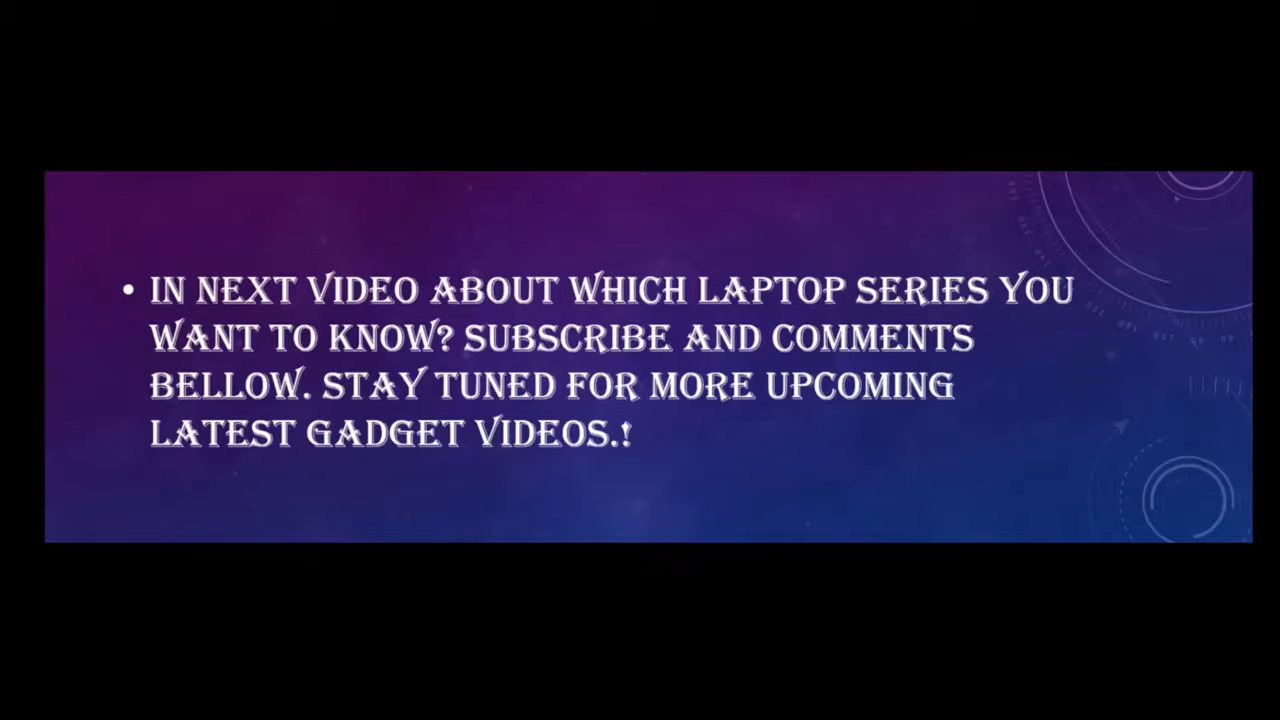 • IN NEXT VIDEO ABOUT WHICH LAPTOP SERIES YOU
WANT TO KNOW? SUBSCRIBE AND COMMENTS
BELLOW. STAY TUNED FOR MORE UPCOMING
LATEST GADGET VIDEOS.!